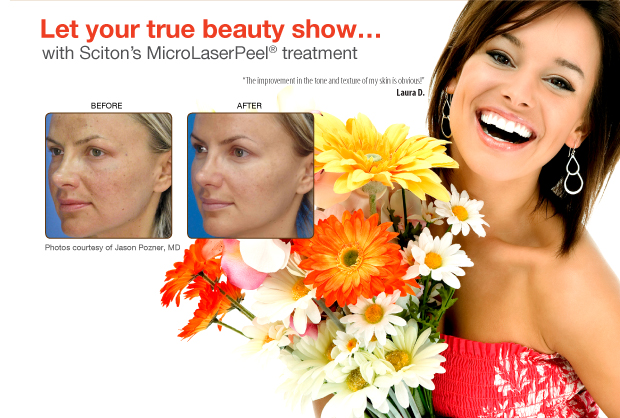 Let your true beauty show…
with Sciton's MicroLaserPeel® treatment
"The improvement in the tone and texture of my skin is obvious!"
Laura D.
BEFORE AFTER
Photos courtesy of Jason Pozner, MD